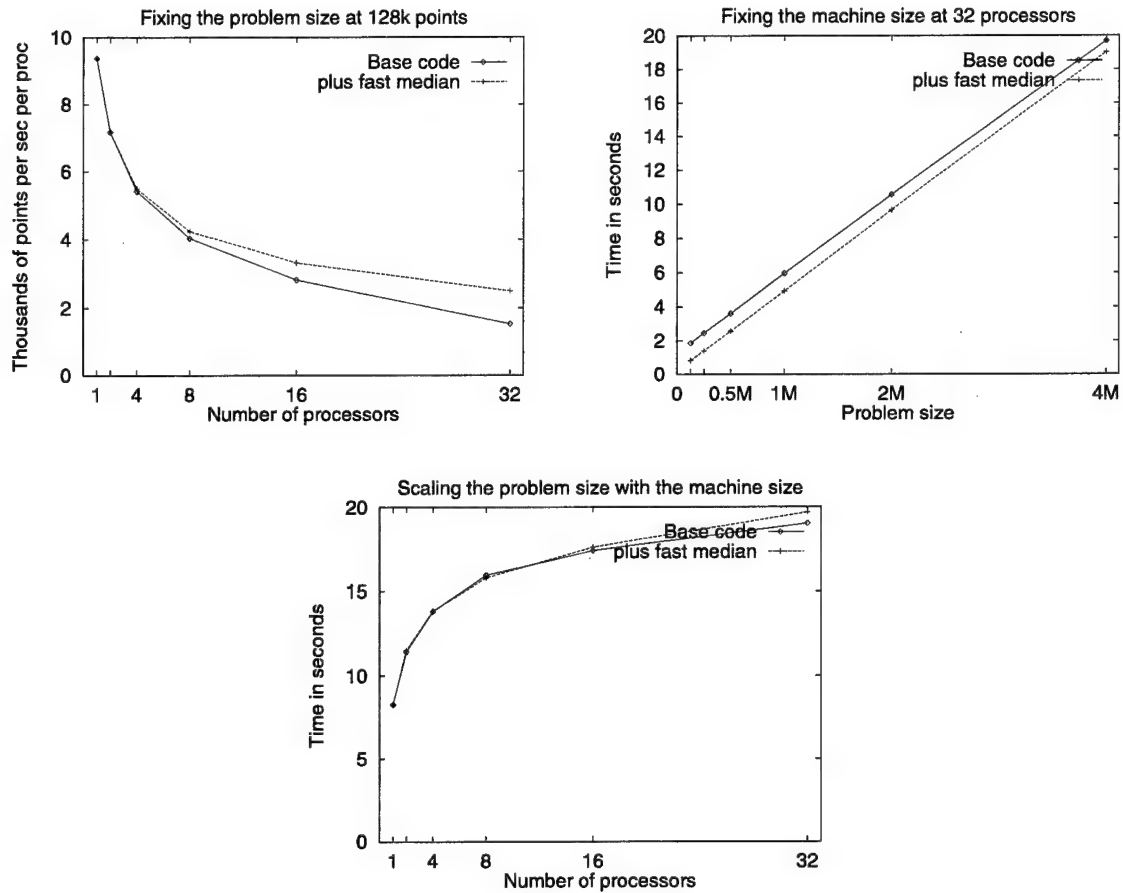 Fixing the problem size at 128k points
10
8
6
4
2
0
Thousands of points per sec per proc
Base code
plus fast median
1
4
8
16
32
Number of processors
Fixing the machine size at 32 processors
20
18
16
14
12
10
8
6
4
2
0
Time in seconds
Base code
plus fast median
0
0.5M
1M
2M
4M
Problem size
Scaling the problem size with the machine size
20
15
10
5
0
Time in seconds
Base code
plus fast median
1
4
8
16
32
Number of processors